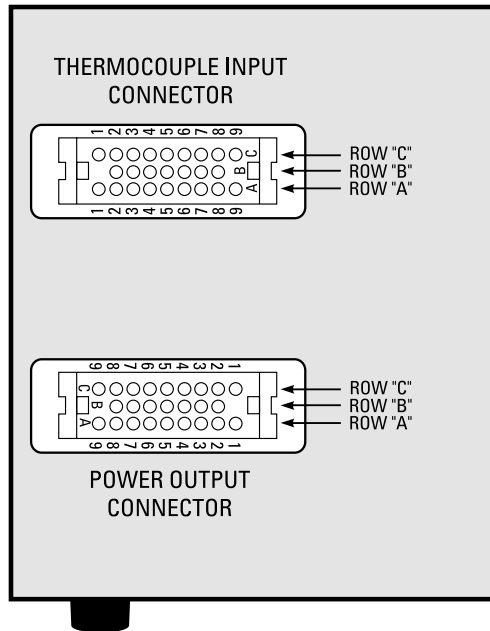 THERMOCOUPLE INPUT
CONNECTOR
1 2 3 4 5 6 7 8 9
C
B
A
1 2 3 4 5 6 7 8 9
ROW "C"
ROW "B"
ROW "A"
9 8 7 6 5 4 3 2 1
C
B
A
9 8 7 6 5 4 3 2 1
ROW "C"
ROW "B"
ROW "A"
POWER OUTPUT
CONNECTOR